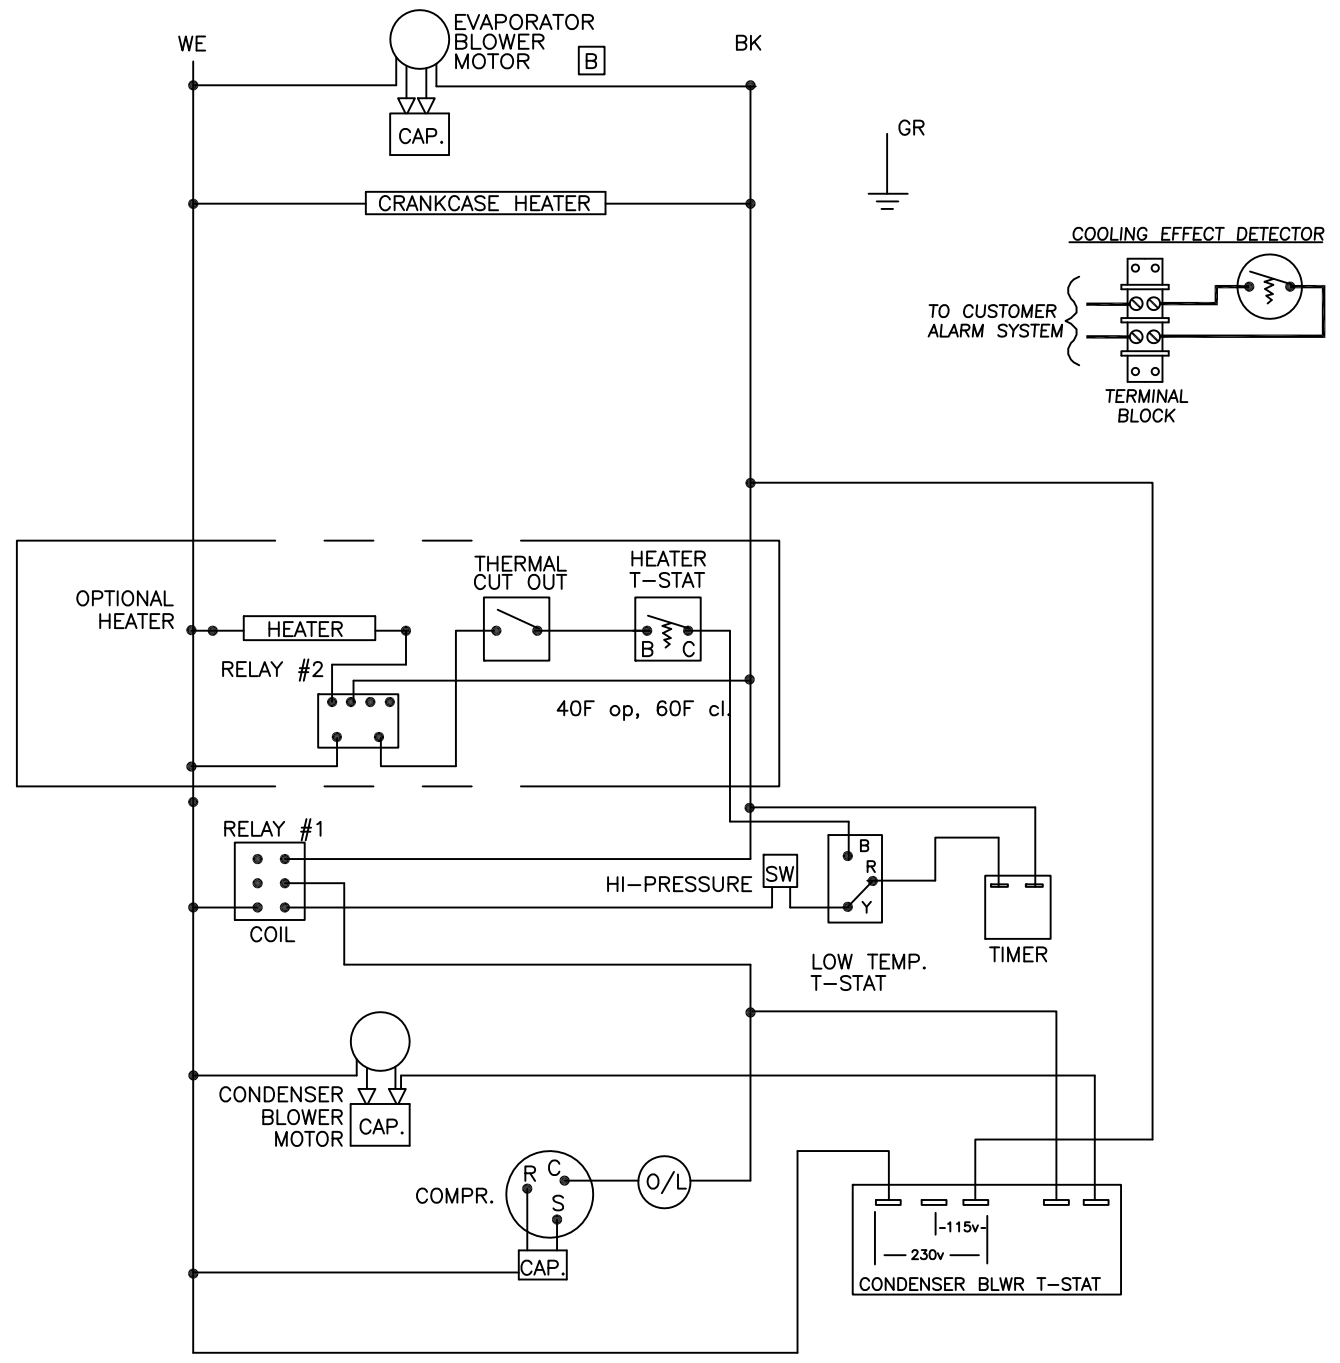 WE
EVAPORATOR
BLOWER
MOTOR
B
BK
CAP.
GR
CRANKCASE HEATER
COOLING EFFECT DETECTOR
TO CUSTOMER
ALARM SYSTEM
TERMINAL
BLOCK
OPTIONAL
HEATER
HEATER
THERMAL
CUT OUT
HEATER
T-STAT
B C
RELAY #2
40F op, 60F cl.
RELAY #1
COIL
HI-PRESSURE
SW
B
R
Y
LOW TEMP.
T-STAT
TIMER
CONDENSER
BLOWER
MOTOR
CAP.
COMPR.
R C
S
O/L
CAP.
-115v-
230v
CONDENSER BLWR T-STAT